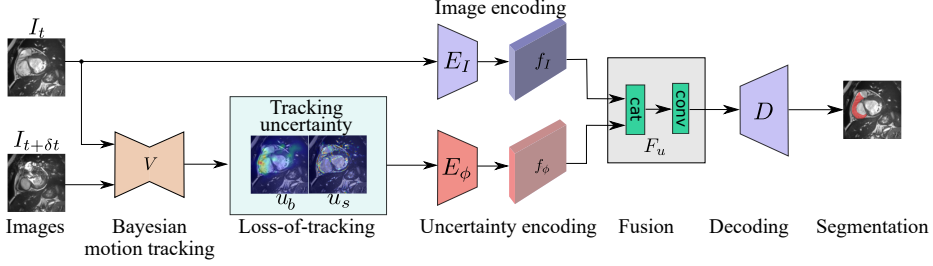 Image encoding
I_t
E_I
f_I
I_{t+δt}
V
Tracking
uncertainty
u_b
u_s
E_ϕ
f_ϕ
cat
conv
F_u
D
Images
Bayesian
motion tracking
Loss-of-tracking
Uncertainty encoding
Fusion
Decoding
Segmentation